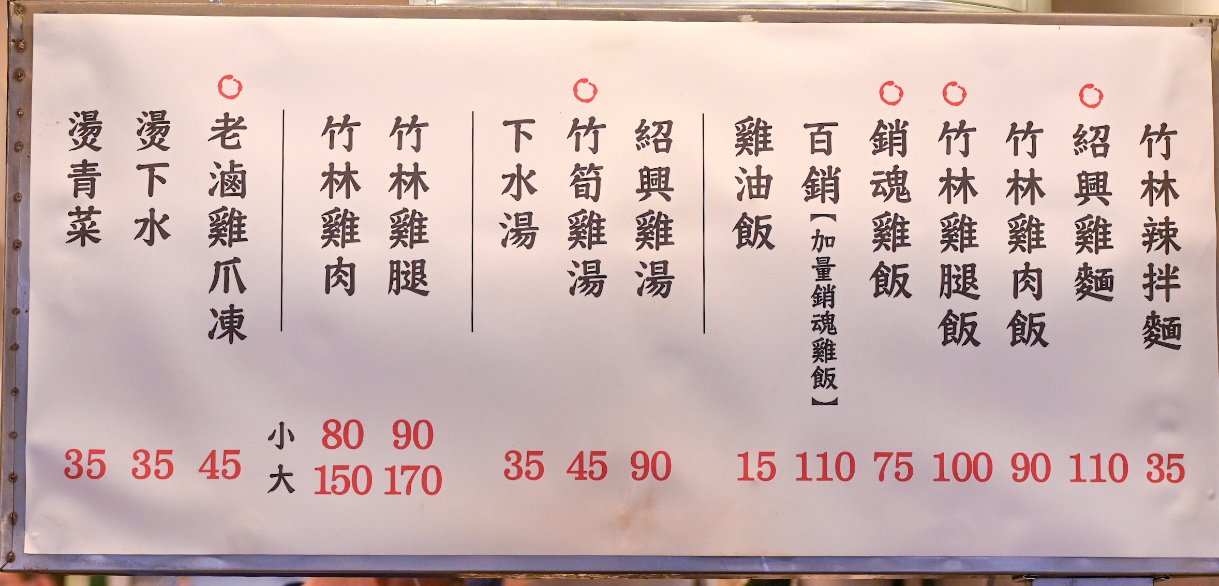 竹林辣拌麵 35
紹興雞麵 110
竹林雞肉飯 90
竹林雞腿飯 100
銷魂雞飯 75
百銷【加量銷魂雞飯】 110
雞油飯 15
紹興雞湯 90
竹筍雞湯 45
下水湯 35
竹林雞腿 90 170
竹林雞肉 80 150
小 大
老滷雞爪凍 45
燙下水 35
燙青菜 35